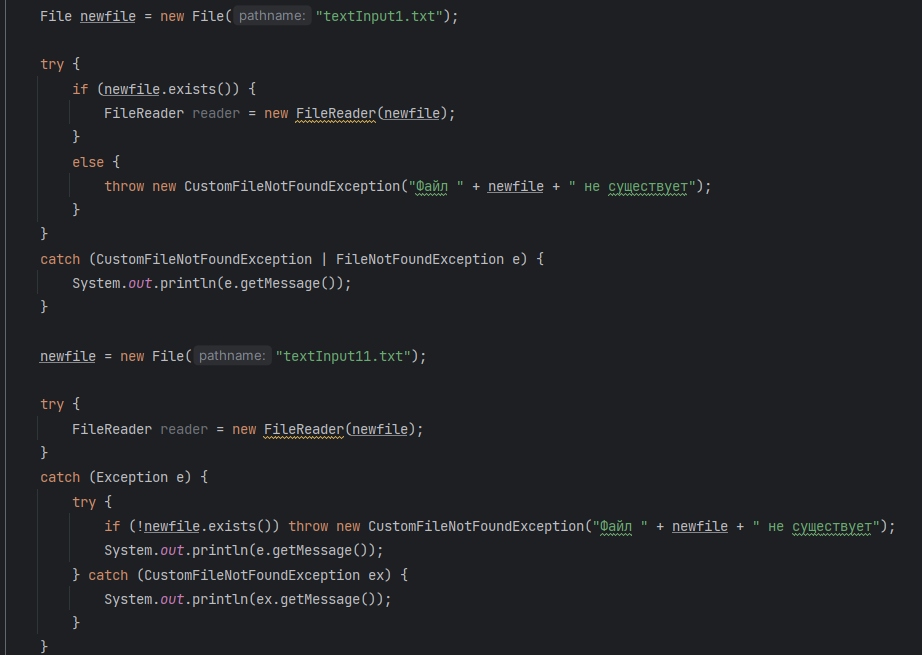 File newfile = new File( pathname: "textInput1.txt");
try {
if (newfile.exists()) {
FileReader reader = new FileReader(newfile);
}
else {
throw new CustomFileNotFoundException("Файл " + newfile + " не существует");
}
}
catch (CustomFileNotFoundException | FileNotFoundException e) {
System.out.println(e.getMessage());
}
newfile = new File( pathname: "textInput11.txt");
try {
FileReader reader = new FileReader(newfile);
}
catch (Exception e) {
try {
if (!newfile.exists()) throw new CustomFileNotFoundException("Файл " + newfile + " не существует");
System.out.println(e.getMessage());
} catch (CustomFileNotFoundException ex) {
System.out.println(ex.getMessage());
}
}